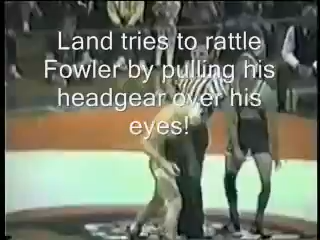 Land tries to rattle
Fowler by pulling his
headgear over his
eyes!